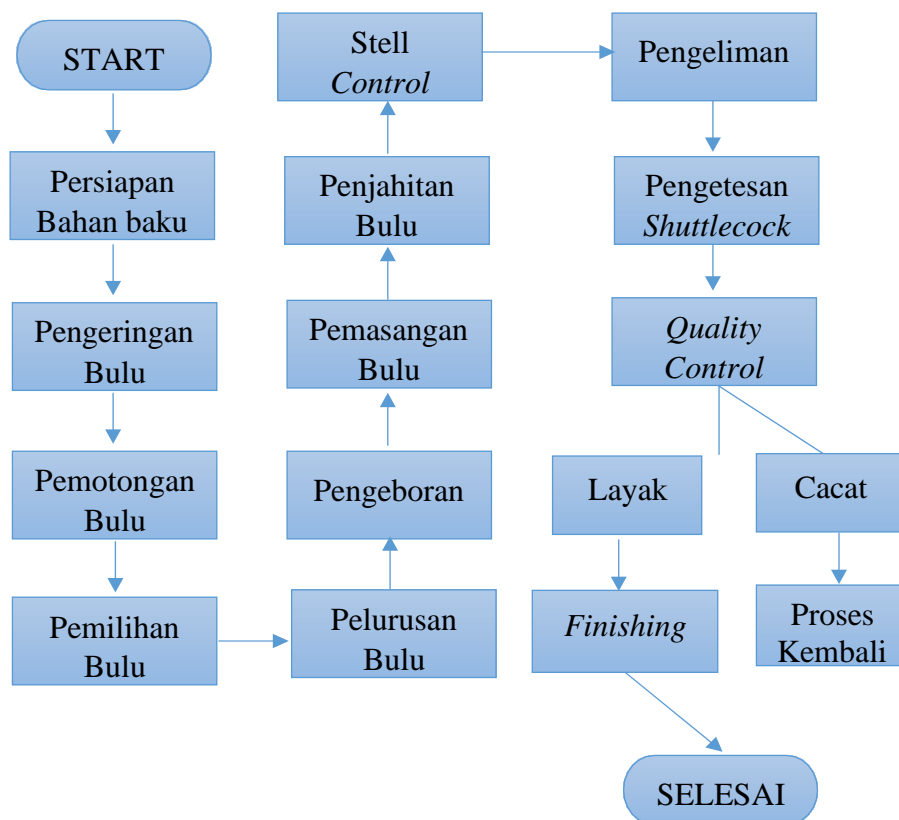 START
Persiapan
Bahan baku
Pengeringan
Bulu
Pemotongan
Bulu
Pemilihan
Bulu
Pelurusan
Bulu
Pengeboran
Pemasangan
Bulu
Penjahitan
Bulu
Stell
Control
Pengeliman
Pengetesan
Shuttlecock
Quality
Control
Layak
Cacat
Finishing
Proses
Kembali
SELESAI